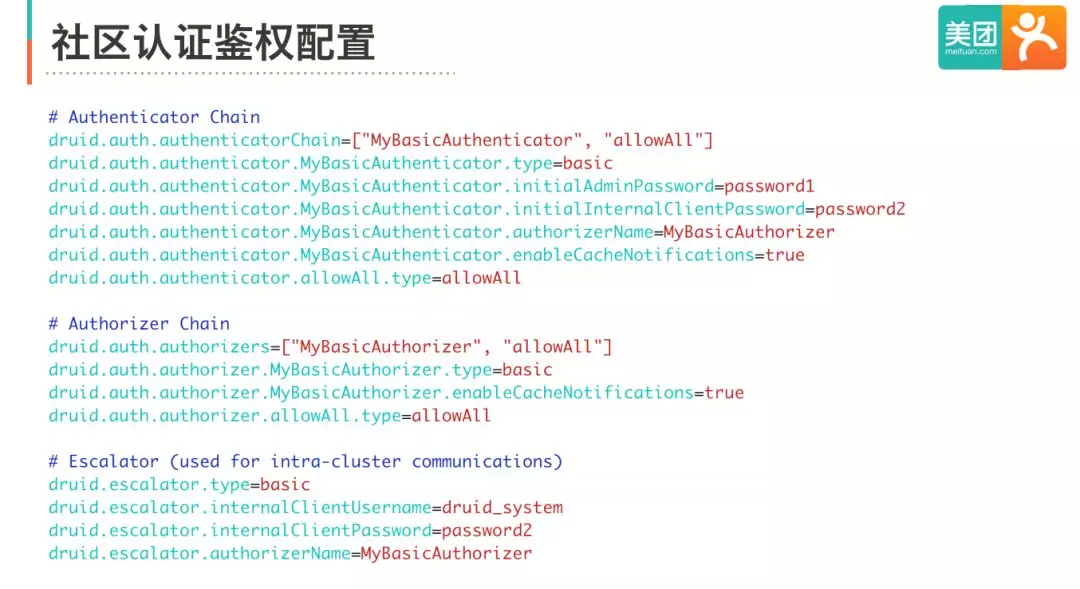 社区认证鉴权配置
美团
meituan.com
# Authenticator Chain
druid.auth.authenticatorChain=["MyBasicAuthenticator", "allowAll"]
druid.auth.authenticator.MyBasicAuthenticator.type=basic
druid.auth.authenticator.MyBasicAuthenticator.initialAdminPassword=password1
druid.auth.authenticator.MyBasicAuthenticator.initialInternalClientPassword=password2
druid.auth.authenticator.MyBasicAuthenticator.authorizerName=MyBasicAuthorizer
druid.auth.authenticator.MyBasicAuthenticator.enableCacheNotifications=true
druid.auth.authenticator.allowAll.type=allowAll
# Authorizer Chain
druid.auth.authorizers=["MyBasicAuthorizer", "allowAll"]
druid.auth.authorizer.MyBasicAuthorizer.type=basic
druid.auth.authorizer.MyBasicAuthorizer.enableCacheNotifications=true
druid.auth.authorizer.allowAll.type=allowAll
# Escalator (used for intra-cluster communications)
druid.escalator.type=basic
druid.escalator.internalClientUsername=druid_system
druid.escalator.internalClientPassword=password2
druid.escalator.authorizerName=MyBasicAuthorizer